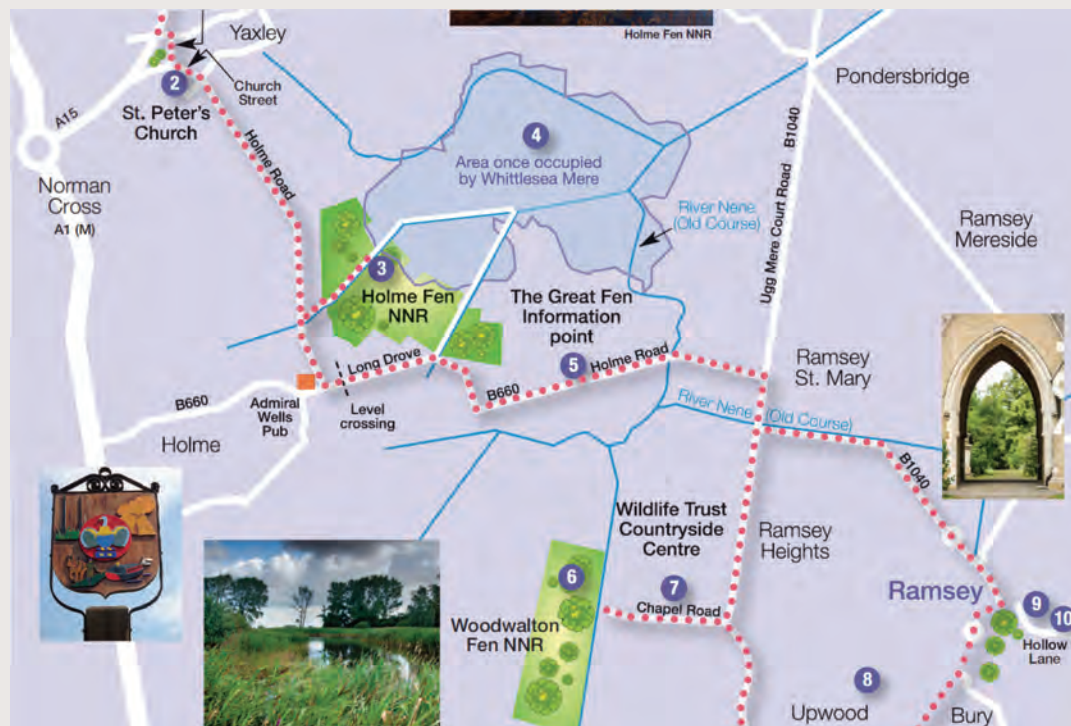 Holme Fen NNR
Yaxley
Pondersbridge
2
Church
Street
St. Peter's
Church
A15
4
Area once occupied
by Whittlesea Mere
Ugg Mere Court Road B1040
Holme Road
Norman
Cross
A1 (M)
River Nene
(Old Course)
Ramsey
Mereside
3
Holme Fen
NNR
The Great Fen
Information
point
5
Holme Road
Long Drove
B660
Ramsey
St. Mary
B660
Admiral
Wells
Pub
Level
crossing
Holme
River Nene (Old Course)
B1040
Wildlife Trust
Countryside
Centre
Ramsey
Heights
6
7
Chapel Road
Woodwalton
Fen NNR
Ramsey
9
10
Hollow
Lane
8
Upwood
Bury